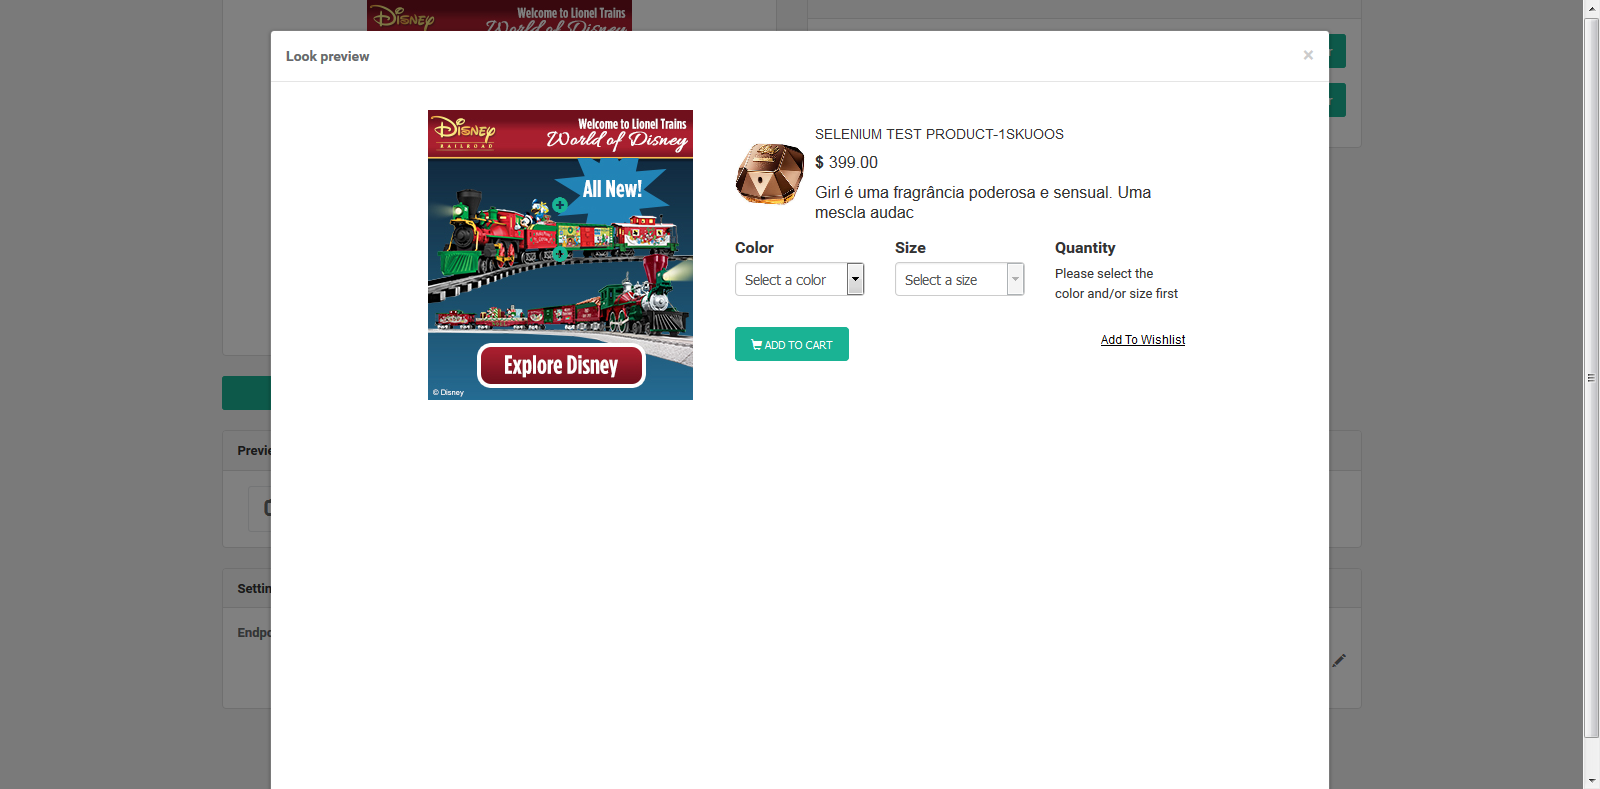 Disney
Welcome to Lionel Trains
World of Disney
Look preview
×
Disney
RAILROAD
Welcome to Lionel Trains
World of Disney
All New!
Explore Disney
© Disney
SELENIUM TEST PRODUCT-1SKUOOS
$ 399.00
Girl é uma fragrância poderosa e sensual. Uma
mescla audac
Color
Size
Quantity
Select a color
Select a size
Please select the
color and/or size first
ADD TO CART
Add To Wishlist
Previe
Settin
Endpo